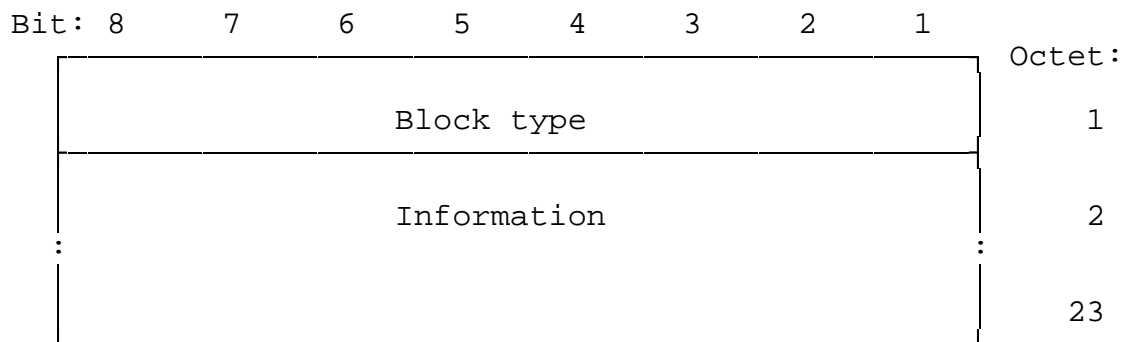 Bit: 8 7 6 5 4 3 2 1
Octet:
Block type 1
Information 2
: :
23